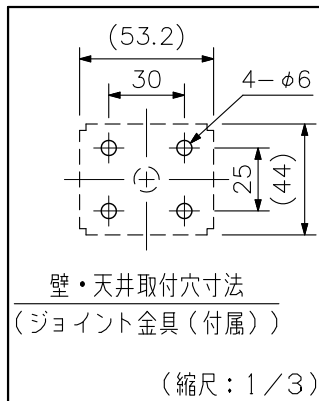 (53.2)
30
4-φ6
25
(44)
壁・天井取付穴寸法
(ジョイント金具(付属))
(縮尺:1/3)